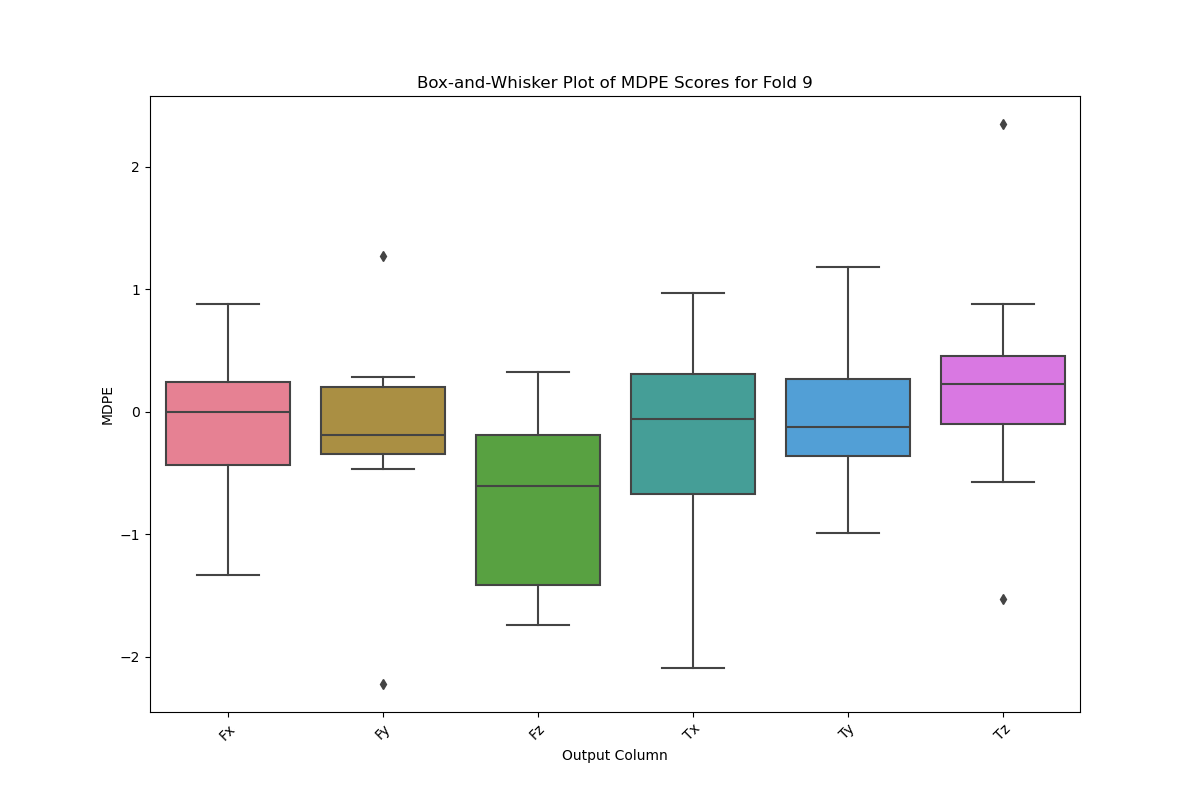 Box-and-Whisker Plot of MDPE Scores for Fold 9
MDPE
2
1
0
−1
−2
Fx
Fy
Fz
Tx
Ty
Tz
Output Column